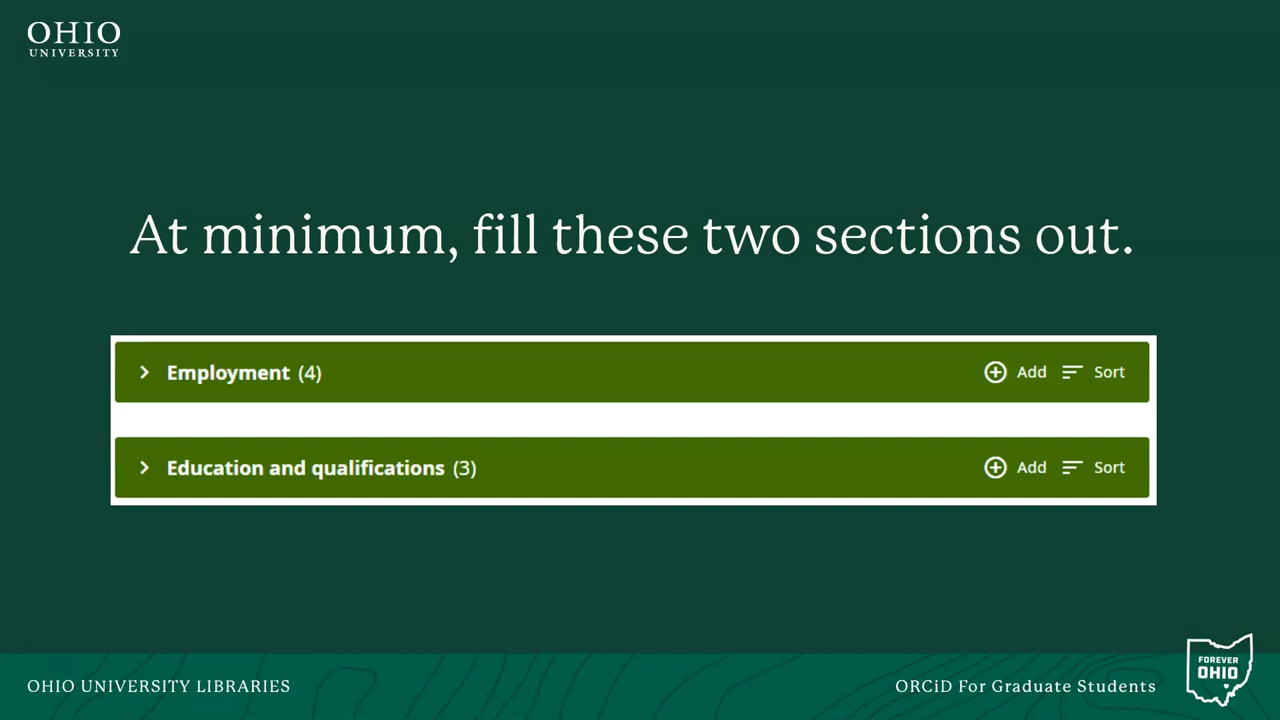 OHIO
UNIVERSITY
At minimum, fill these two sections out.
Employment (4) Add Sort
Education and qualifications (3) Add Sort
OHIO UNIVERSITY LIBRARIES
ORCiD For Graduate Students
FOREVER
OHIO